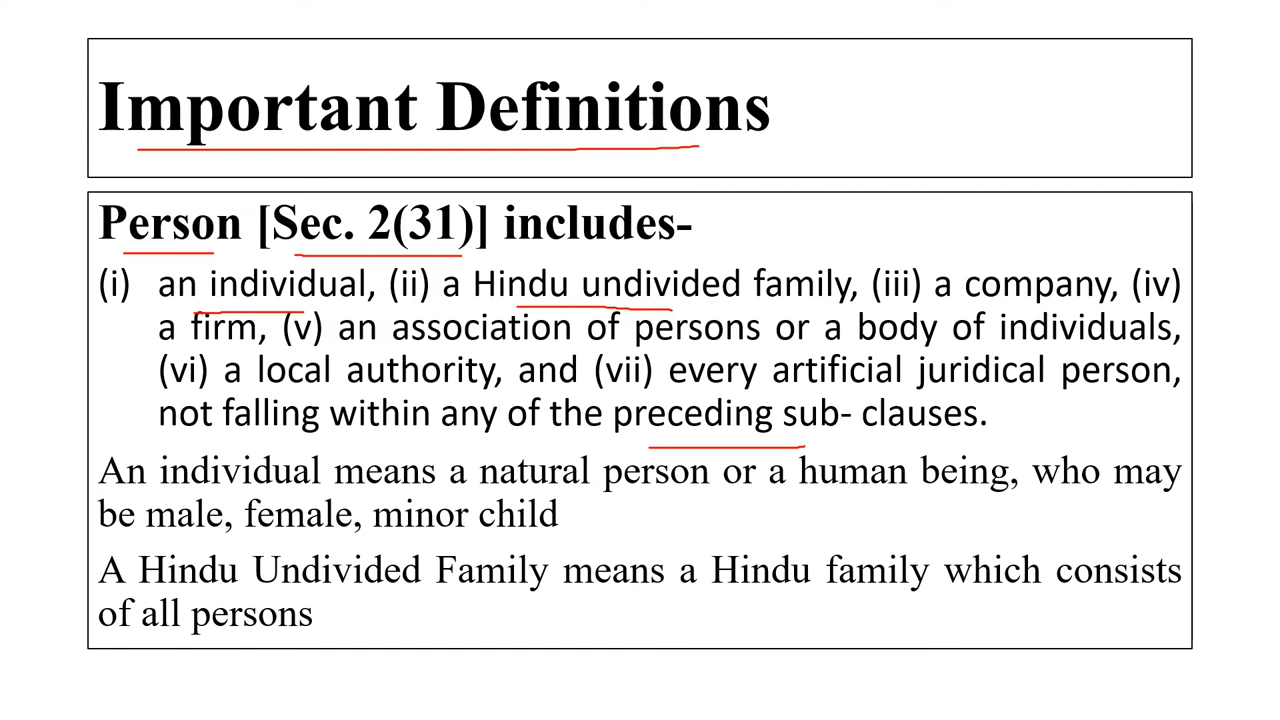 Important Definitions
Person [Sec. 2(31)] includes-
(i) an individual, (ii) a Hindu undivided family, (iii) a company, (iv)
a firm, (v) an association of persons or a body of individuals,
(vi) a local authority, and (vii) every artificial juridical person,
not falling within any of the preceding sub- clauses.
An individual means a natural person or a human being, who may
be male, female, minor child
A Hindu Undivided Family means a Hindu family which consists
of all persons